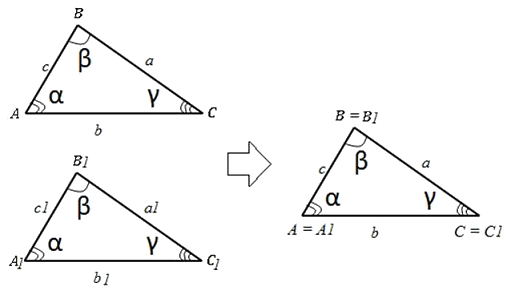 B
c β a
A α γ C
b
B1
c1 β a1
A1 α γ C1
b1
B = B1
c β a
α γ
A = A1 b C = C1